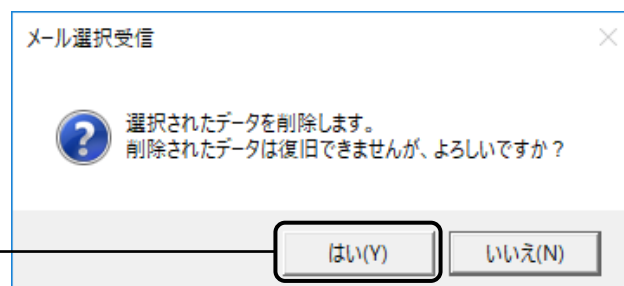 メール選択受信
選択されたデータを削除します。
削除されたデータは復旧できませんが、よろしいですか？
はい(Y)
いいえ(N)